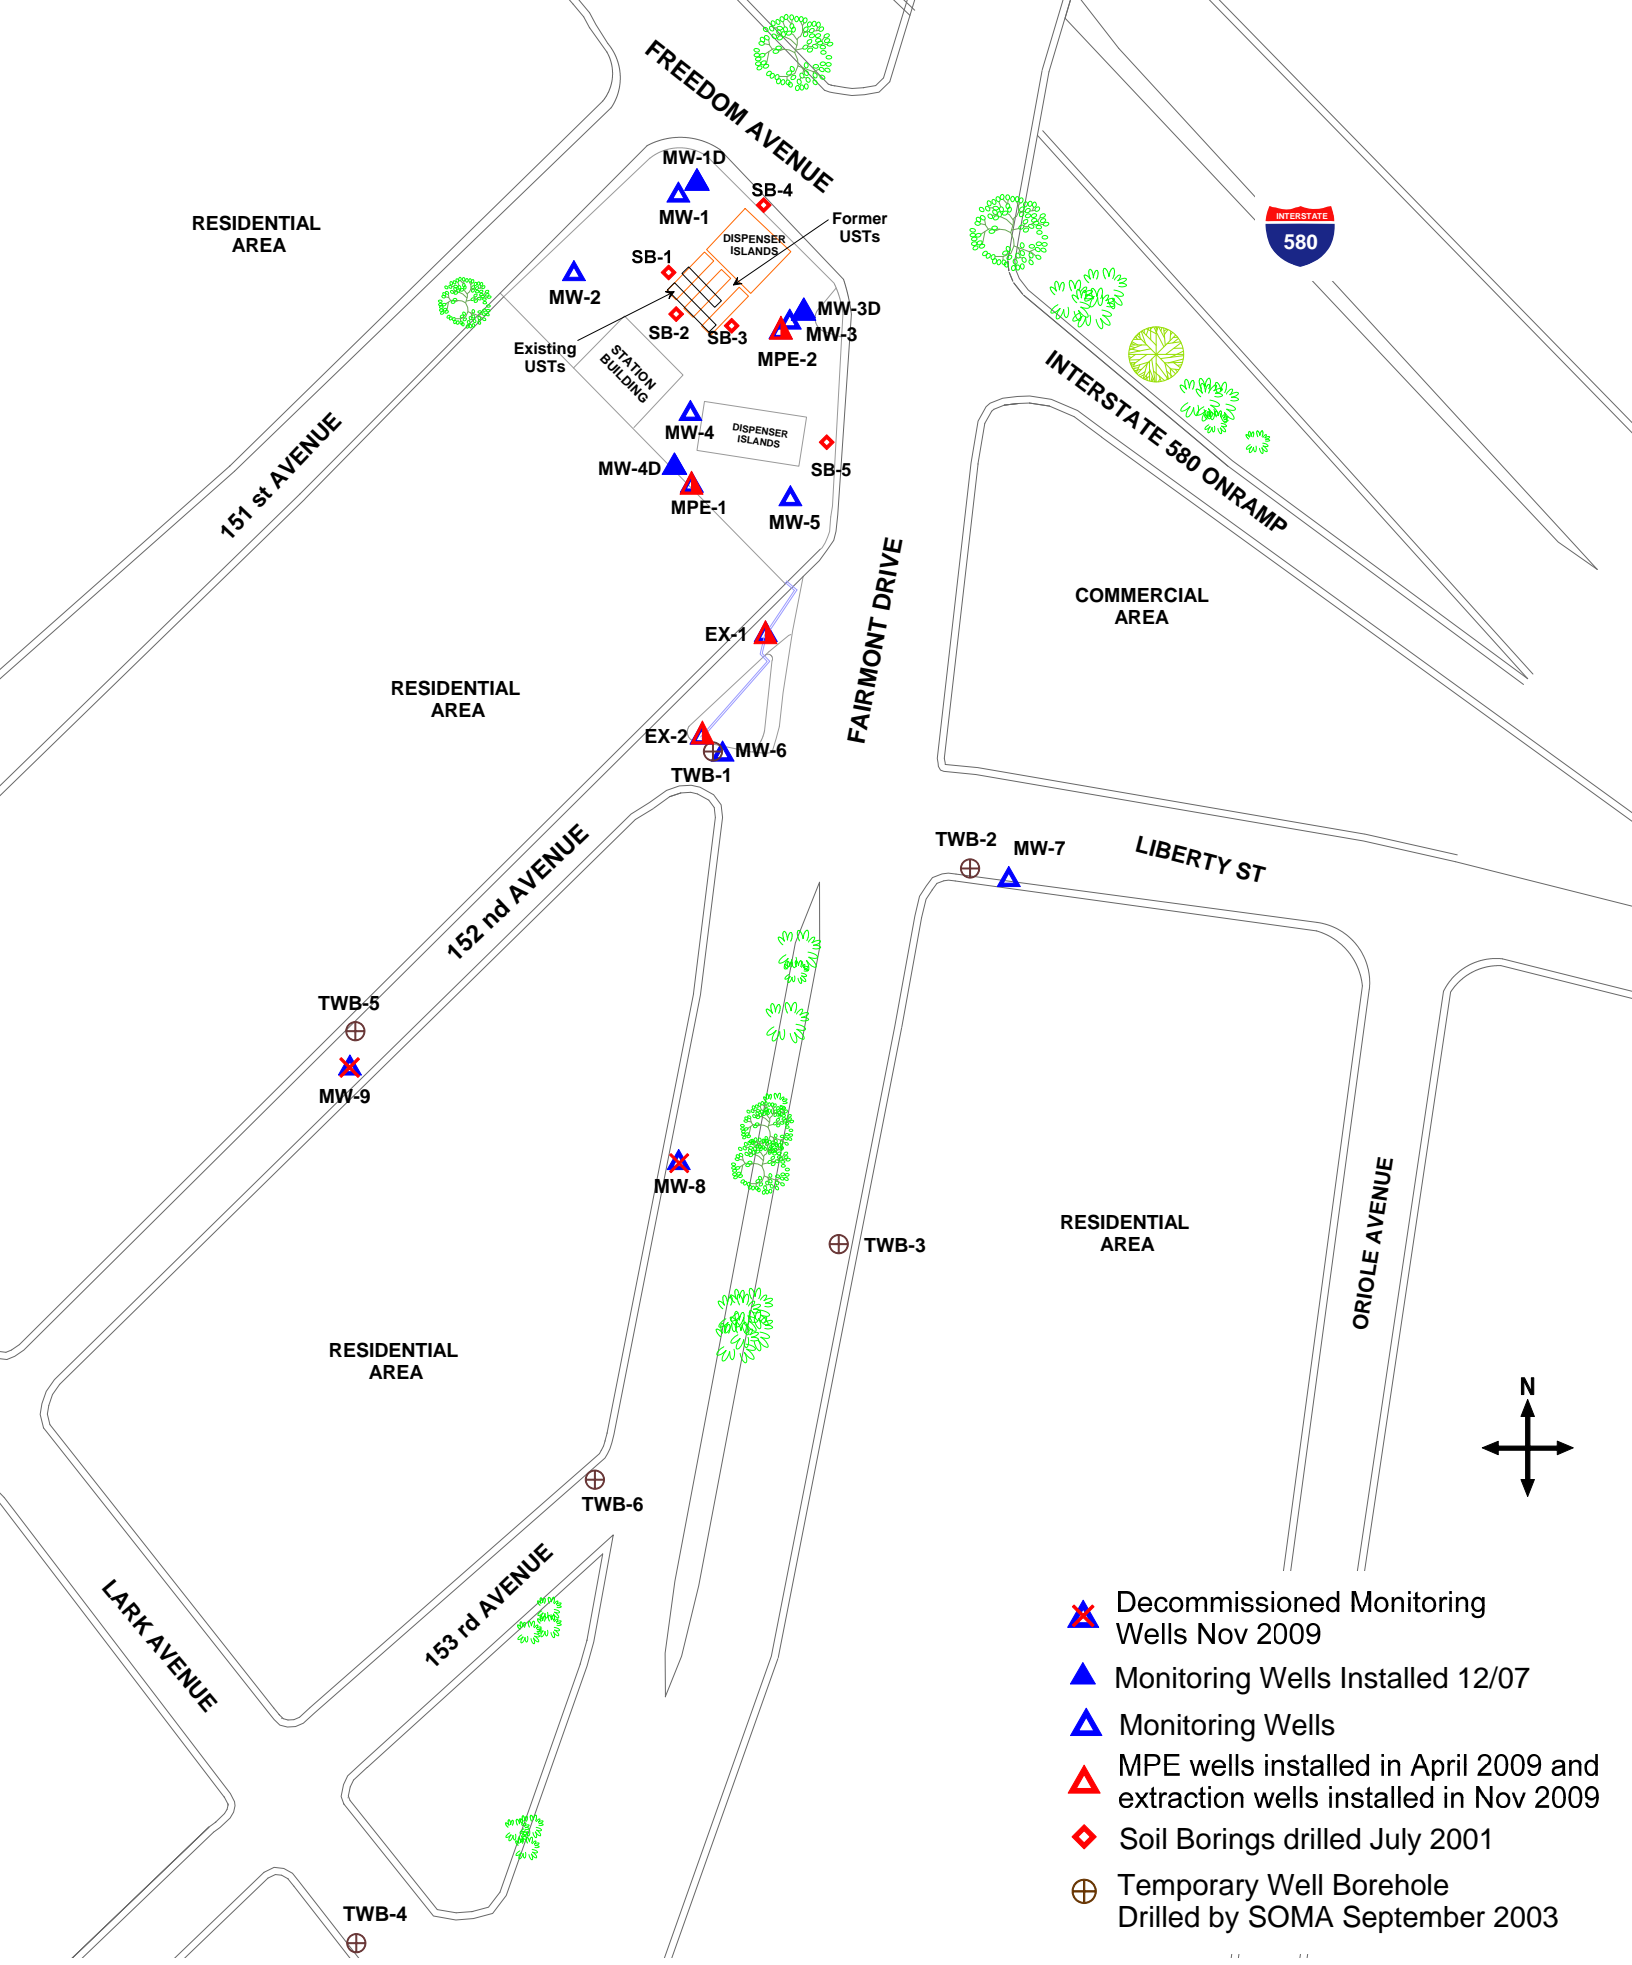 FREEDOM AVENUE
MW-1D
MW-1
SB-4
RESIDENTIAL
AREA
Former
USTs
INTERSTATE
580
DISPENSER
ISLANDS
SB-1
MW-2
MW-3D
MW-3
SB-2
SB-3
MPE-2
Existing
USTs
STATION
BUILDING
INTERSTATE 580 ONRAMP
MW-4
DISPENSER
ISLANDS
MW-4D
SB-5
MPE-1
MW-5
151 st AVENUE
FAIRMONT DRIVE
COMMERCIAL
AREA
EX-1
RESIDENTIAL
AREA
EX-2
MW-6
TWB-1
152 nd AVENUE
TWB-2
MW-7
LIBERTY ST
TWB-5
MW-9
MW-8
TWB-3
RESIDENTIAL
AREA
ORIOLE AVENUE
RESIDENTIAL
AREA
N
TWB-6
153 rd AVENUE
LARK AVENUE
TWB-4
Decommissioned Monitoring
Wells Nov 2009
Monitoring Wells Installed 12/07
Monitoring Wells
MPE wells installed in April 2009 and
extraction wells installed in Nov 2009
Soil Borings drilled July 2001
Temporary Well Borehole
Drilled by SOMA September 2003